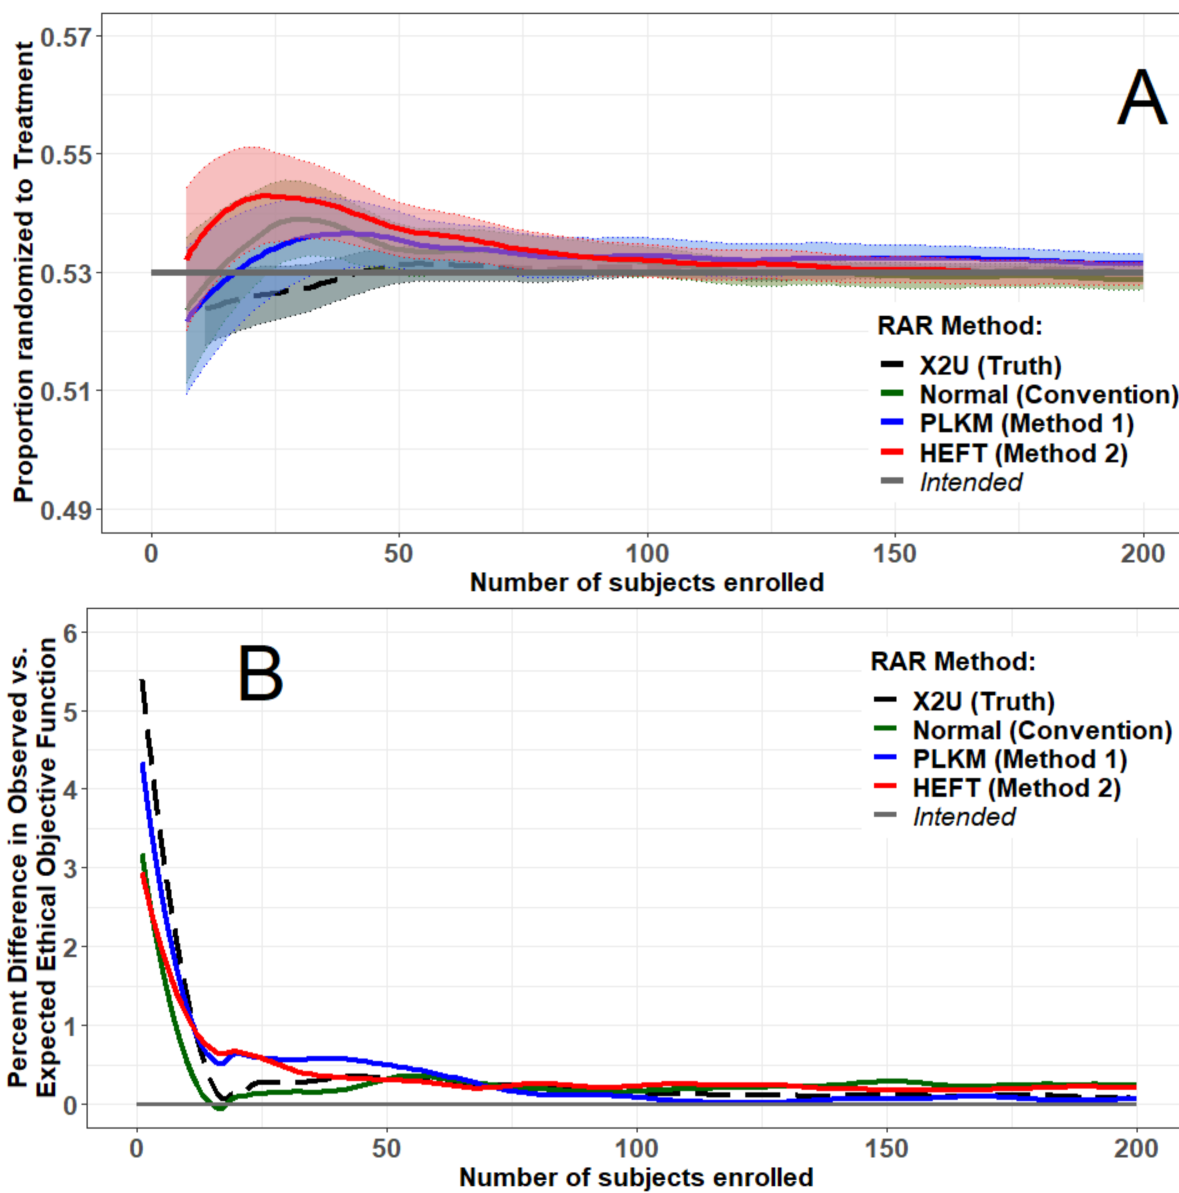 A
Proportion randomized to Treatment
0.57
0.55
0.53
0.51
0.49
RAR Method:
X2U (Truth)
Normal (Convention)
PLKM (Method 1)
HEFT (Method 2)
Intended
0 50 100 150 200
Number of subjects enrolled
B
Percent Difference in Observed vs.
Expected Ethical Objective Function
6
5
4
3
2
1
0
RAR Method:
X2U (Truth)
Normal (Convention)
PLKM (Method 1)
HEFT (Method 2)
Intended
0 50 100 150 200
Number of subjects enrolled